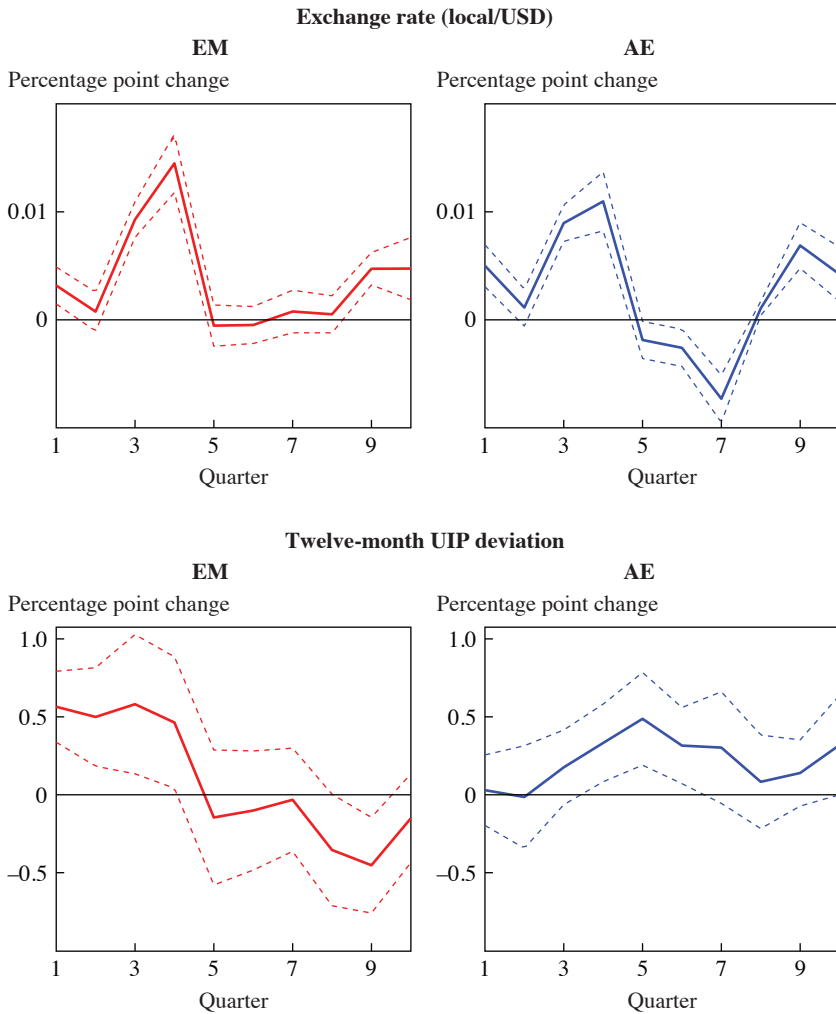 Exchange rate (local/USD)
EM
Percentage point change
0.01
0
1 3 5 7 9
Quarter
AE
Percentage point change
0.01
0
1 3 5 7 9
Quarter
Twelve-month UIP deviation
EM
Percentage point change
1.0
0.5
0
–0.5
1 3 5 7 9
Quarter
AE
Percentage point change
1.0
0.5
0
–0.5
1 3 5 7 9
Quarter